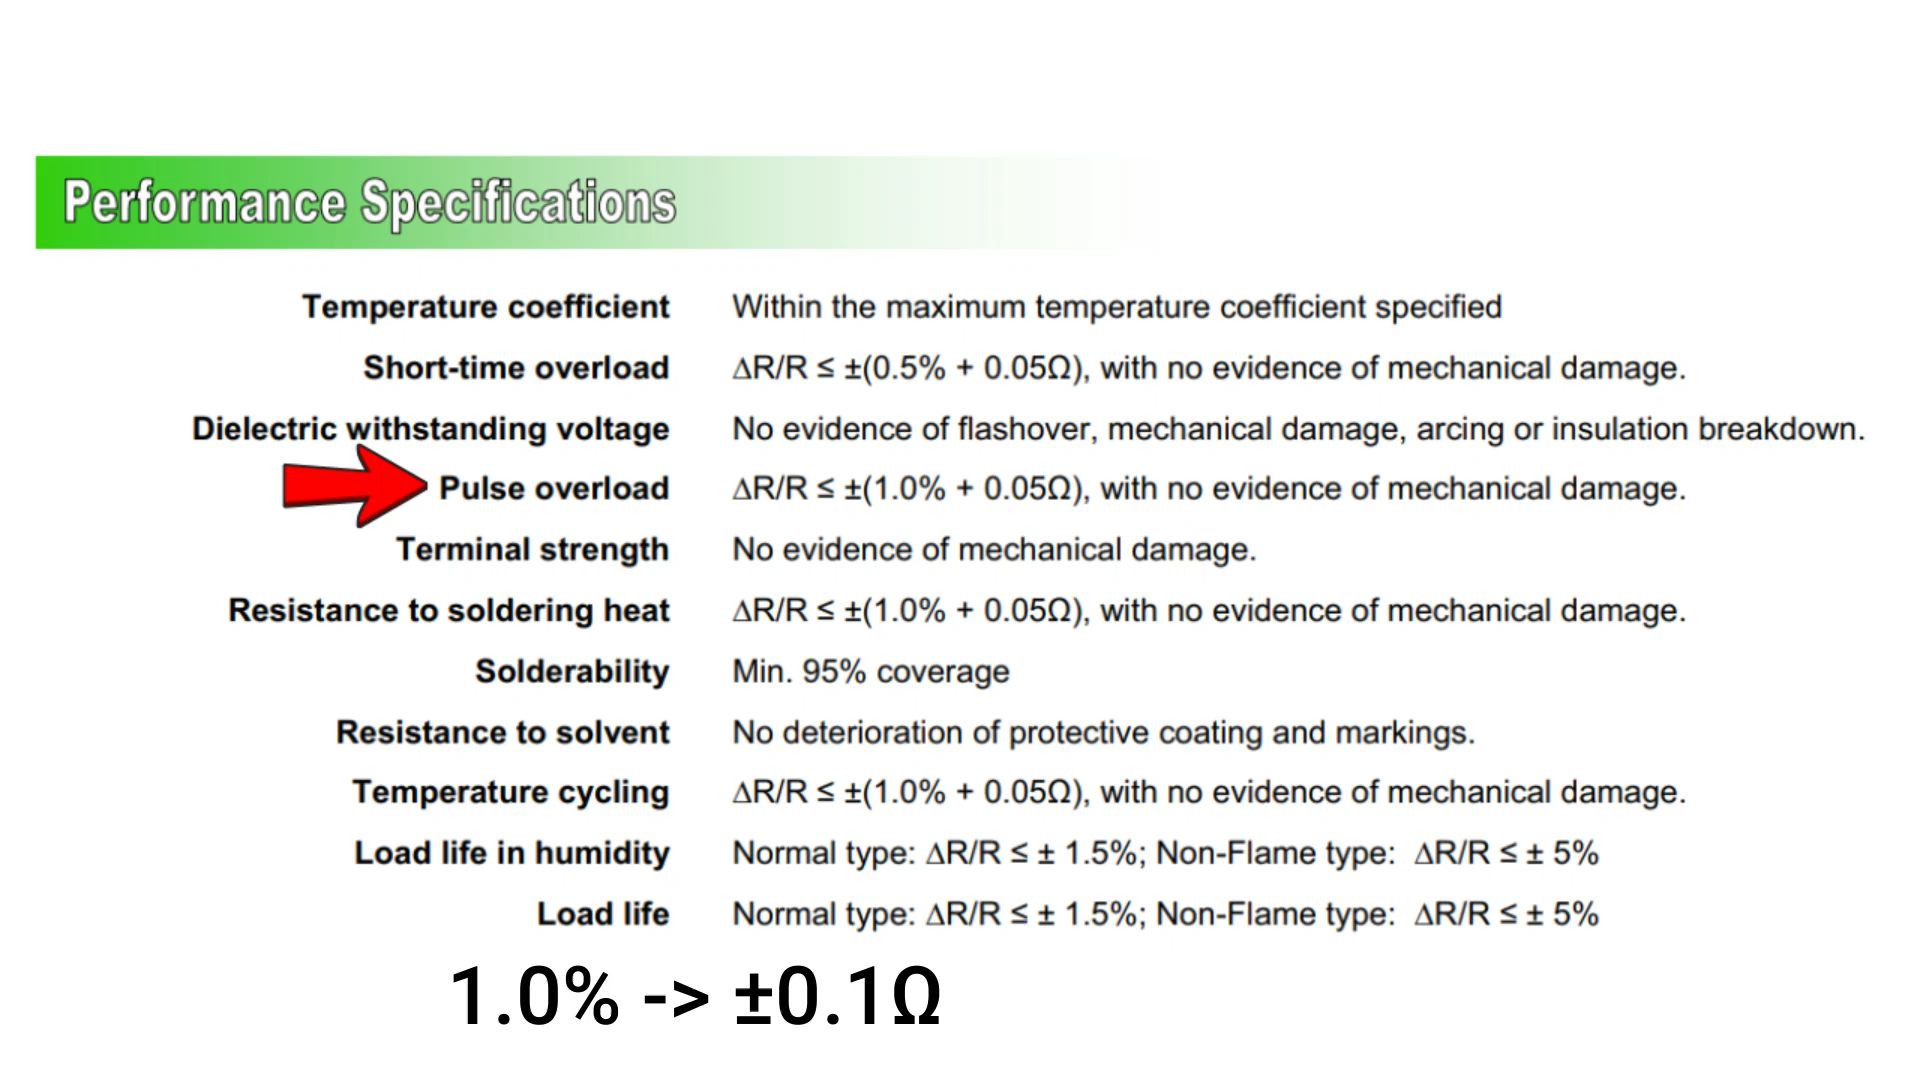 Performance Specifications
Temperature coefficient Within the maximum temperature coefficient specified
Short-time overload ΔR/R ≤ ±(0.5% + 0.05Ω), with no evidence of mechanical damage.
Dielectric withstanding voltage No evidence of flashover, mechanical damage, arcing or insulation breakdown.
Pulse overload ΔR/R ≤ ±(1.0% + 0.05Ω), with no evidence of mechanical damage.
Terminal strength No evidence of mechanical damage.
Resistance to soldering heat ΔR/R ≤ ±(1.0% + 0.05Ω), with no evidence of mechanical damage.
Solderability Min. 95% coverage
Resistance to solvent No deterioration of protective coating and markings.
Temperature cycling ΔR/R ≤ ±(1.0% + 0.05Ω), with no evidence of mechanical damage.
Load life in humidity Normal type: ΔR/R ≤ ± 1.5%; Non-Flame type: ΔR/R ≤ ± 5%
Load life Normal type: ΔR/R ≤ ± 1.5%; Non-Flame type: ΔR/R ≤ ± 5%
1.0% -> ±0.1Ω